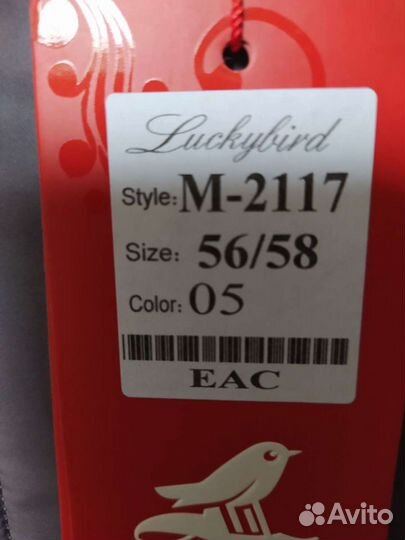 Luckybird
Style: M-2117
Size: 56/58
Color: 05
EAC
Avito